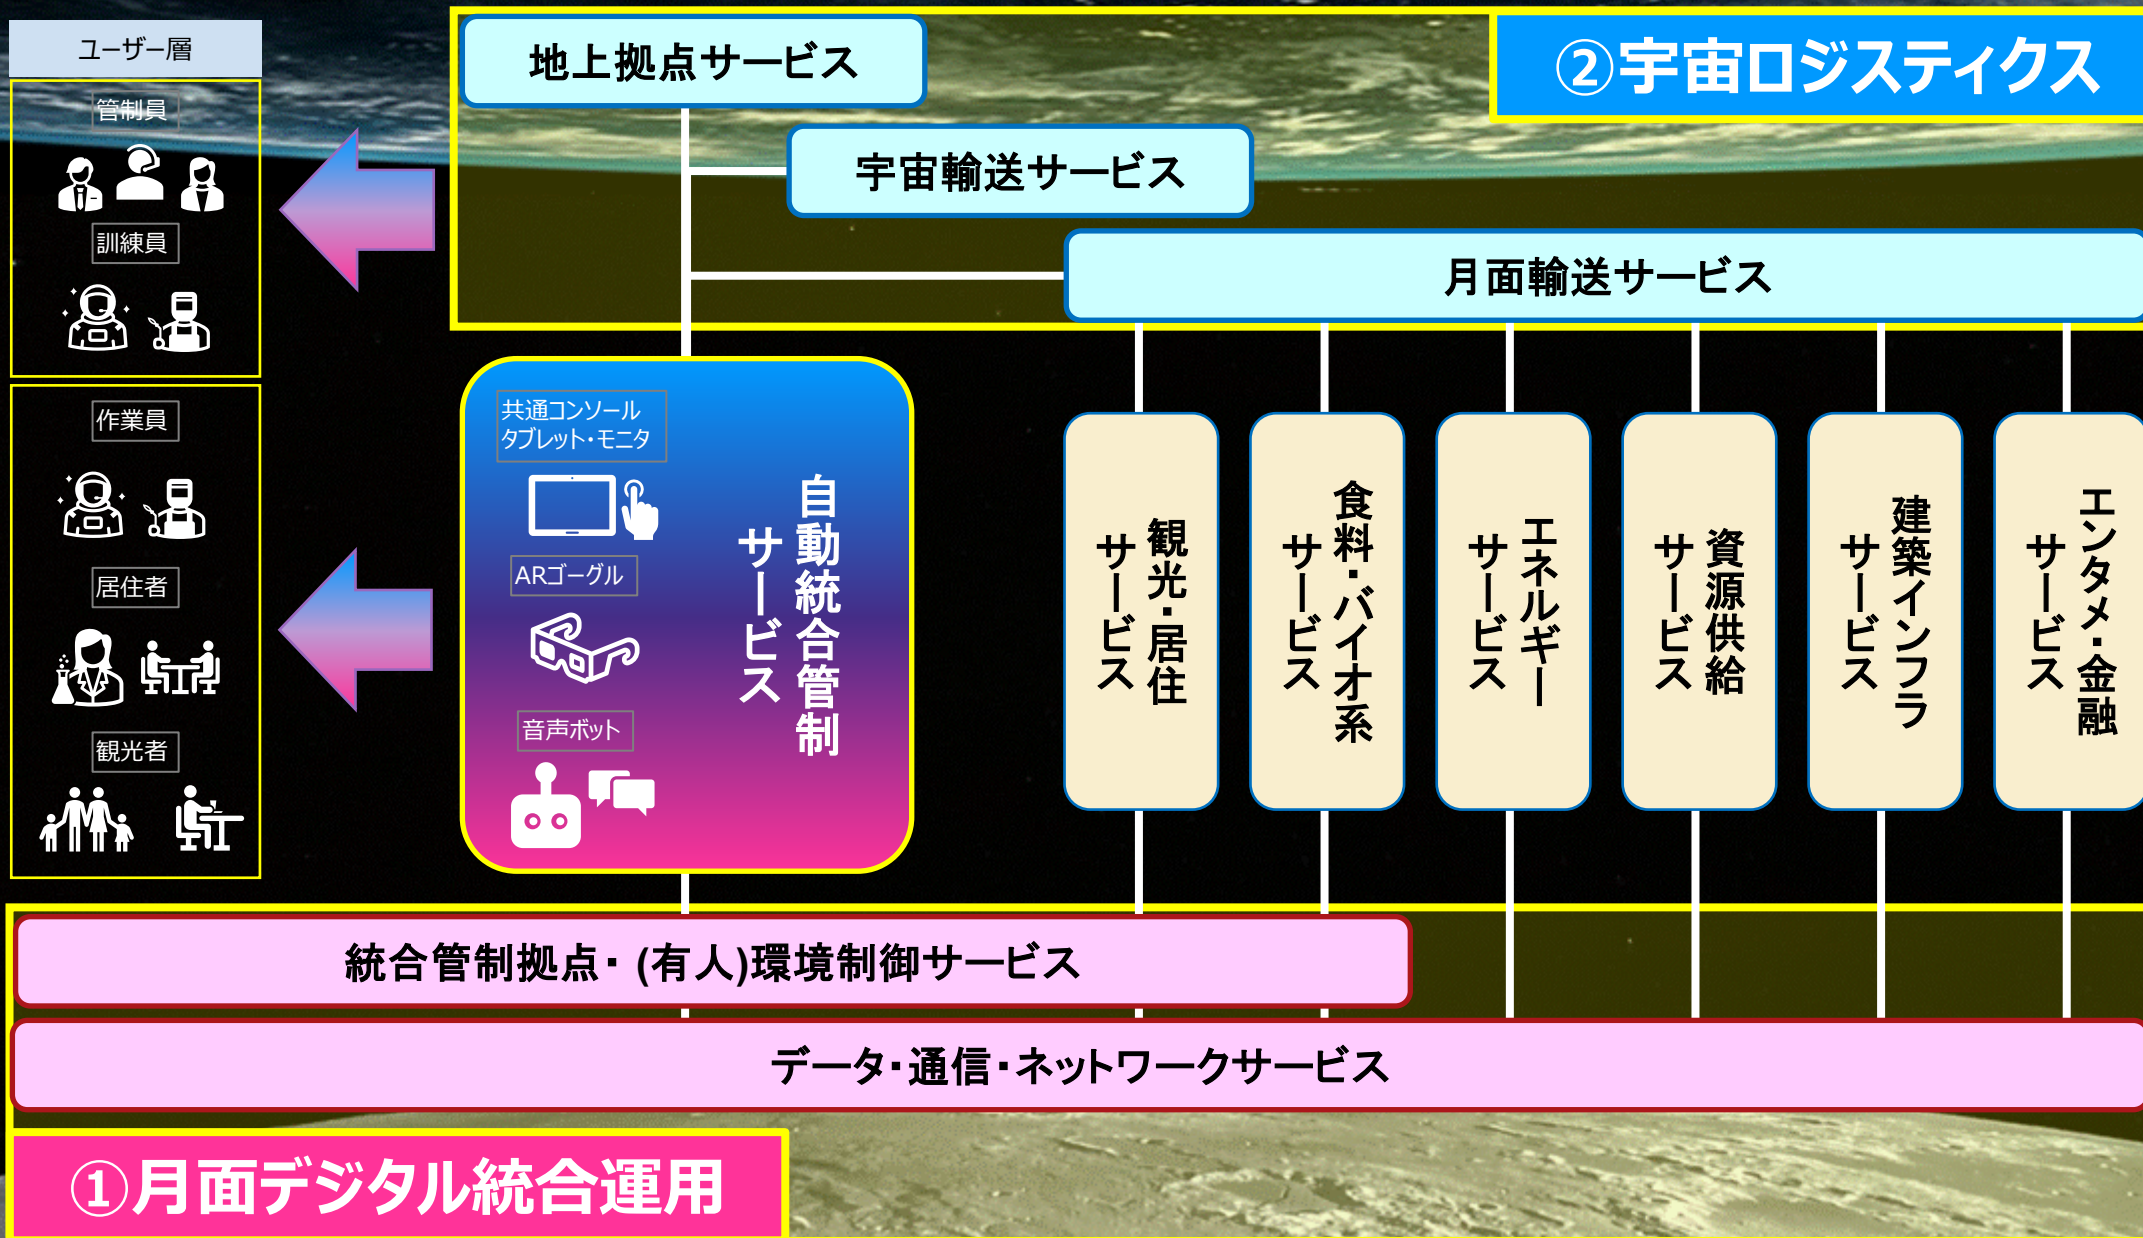 ユーザー層
管制員
訓練員
作業員
居住者
観光者
地上拠点サービス
②宇宙ロジスティクス
宇宙輸送サービス
月面輸送サービス
共通コンソール
タブレット・モニタ
ARゴーグル
音声ボット
自動統合管制
サービス
観光・居住
サービス
食料・バイオ系
サービス
エネルギー
サービス
資源供給
サービス
建築インフラ
サービス
エンタメ・金融
サービス
統合管制拠点・(有人)環境制御サービス
データ・通信・ネットワークサービス
①月面デジタル統合運用